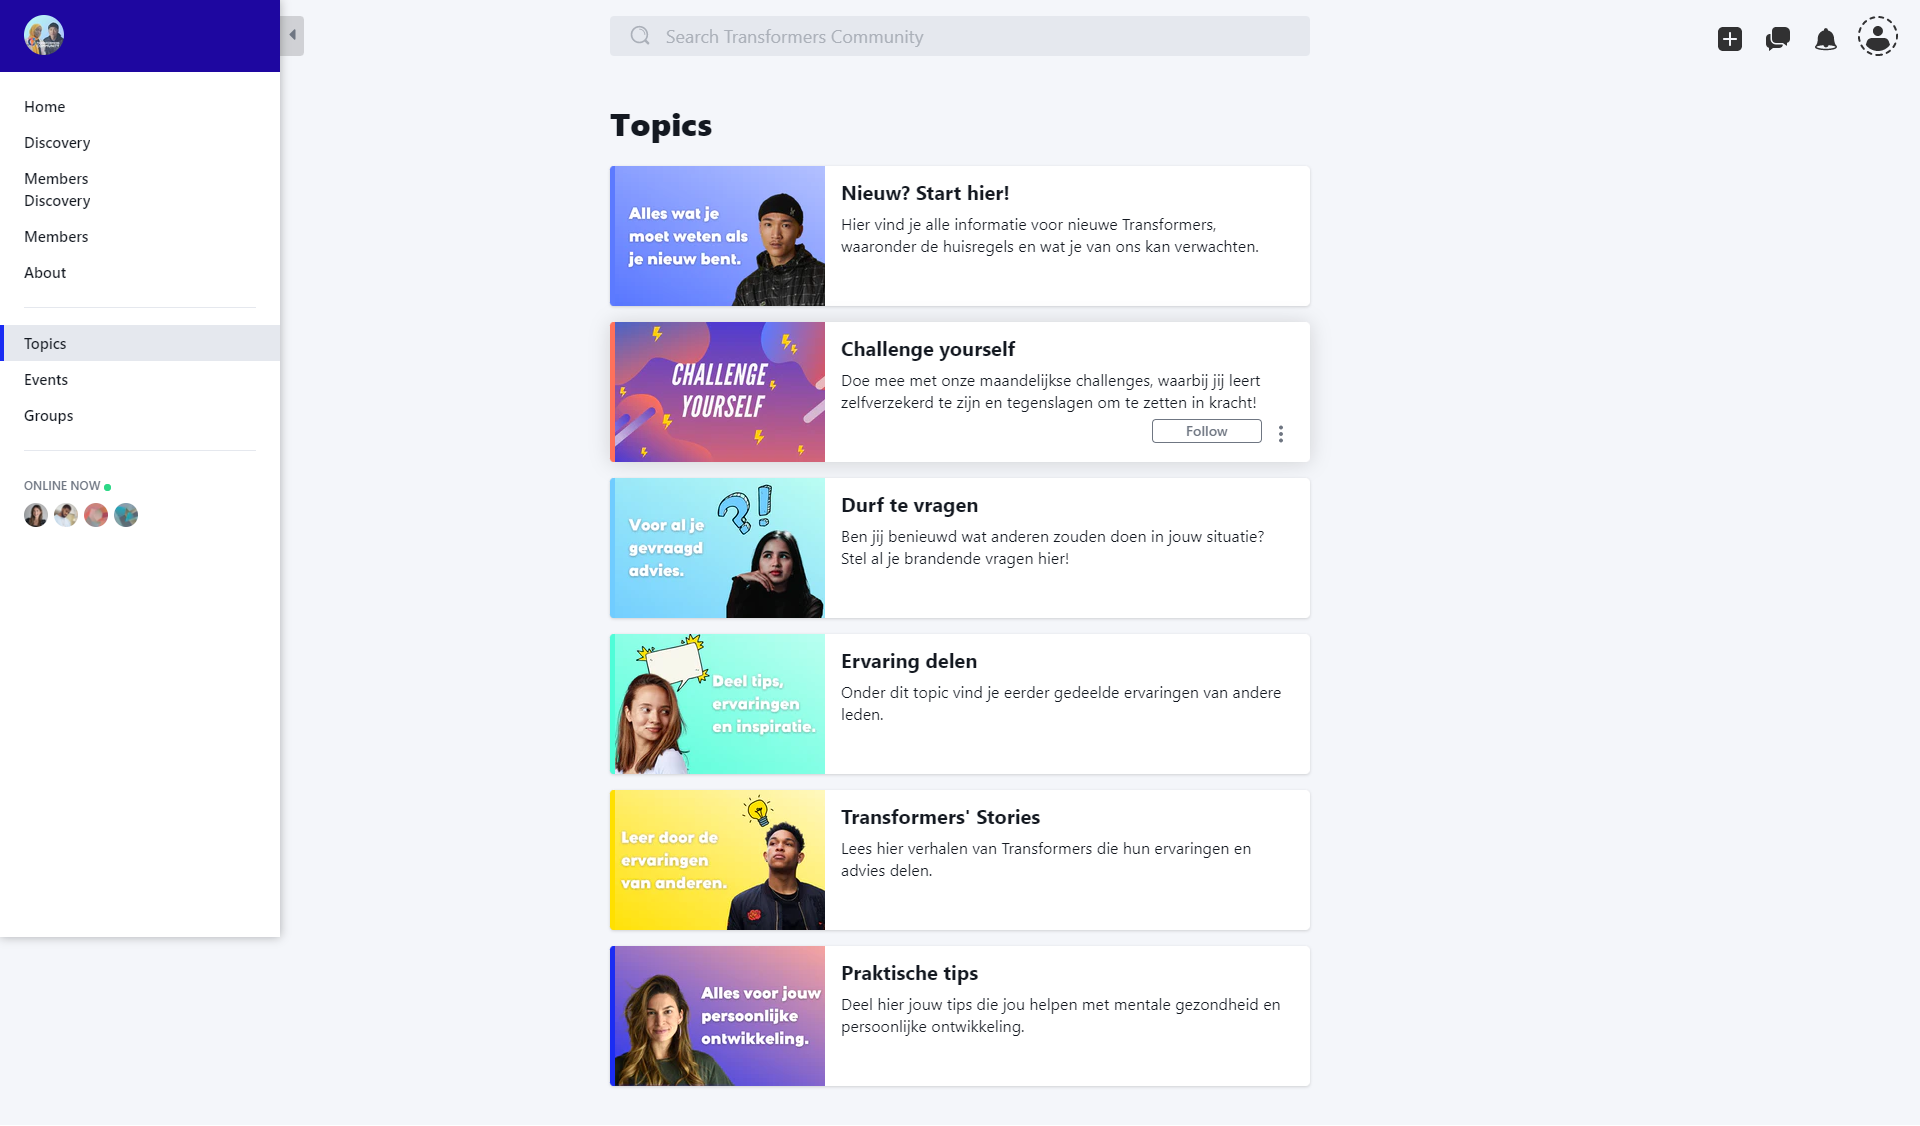 Search Transformers Community
Home
Discovery
Members
Discovery
Members
About
Topics
Events
Groups
ONLINE NOW
Topics
Alles wat je
moet weten als
je nieuw bent.
Nieuw? Start hier!
Hier vind je alle informatie voor nieuwe Transformers,
waaronder de huisregels en wat je van ons kan verwachten.
CHALLENGE
YOURSELF
Challenge yourself
Doe mee met onze maandelijkse challenges, waarbij jij leert
zelfverzekerd te zijn en tegenslagen om te zetten in kracht!
Follow
Voor al je
gevraagd
advies.
?!
Durf te vragen
Ben jij benieuwd wat anderen zouden doen in jouw situatie?
Stel al je brandende vragen hier!
Deel tips,
ervaringen
en inspiratie.
Ervaring delen
Onder dit topic vind je eerder gedeelde ervaringen van andere
leden.
Leer door de
ervaringen
van anderen.
Transformers' Stories
Lees hier verhalen van Transformers die hun ervaringen en
advies delen.
Alles voor jouw
persoonlijke
ontwikkeling.
Praktische tips
Deel hier jouw tips die jou helpen met mentale gezondheid en
persoonlijke ontwikkeling.